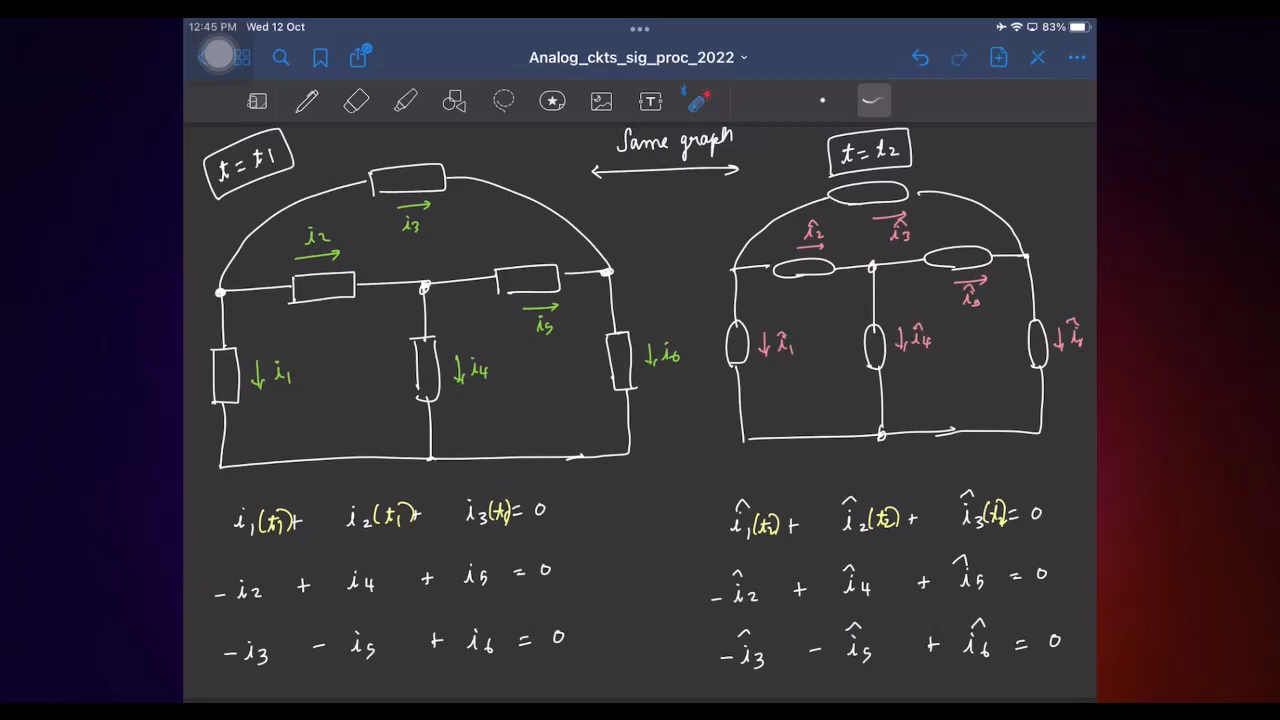 12:45 PM Wed 12 Oct
83%
Analog_ckts_sig_proc_2022
T
t = t1
Same graph
t = t2
i3
i2
i5
i1
i4
i6
î2
î3
î5
î1
î4
i1(t1)+ i2(t1)+ i3(t1)= 0
-i2 + i4 + i5 = 0
-i3 - i5 + i6 = 0
î1(t2)+ î2(t2)+ î3(t2)= 0
-î2 + î4 + î5 = 0
-î3 - î5 + î6 = 0